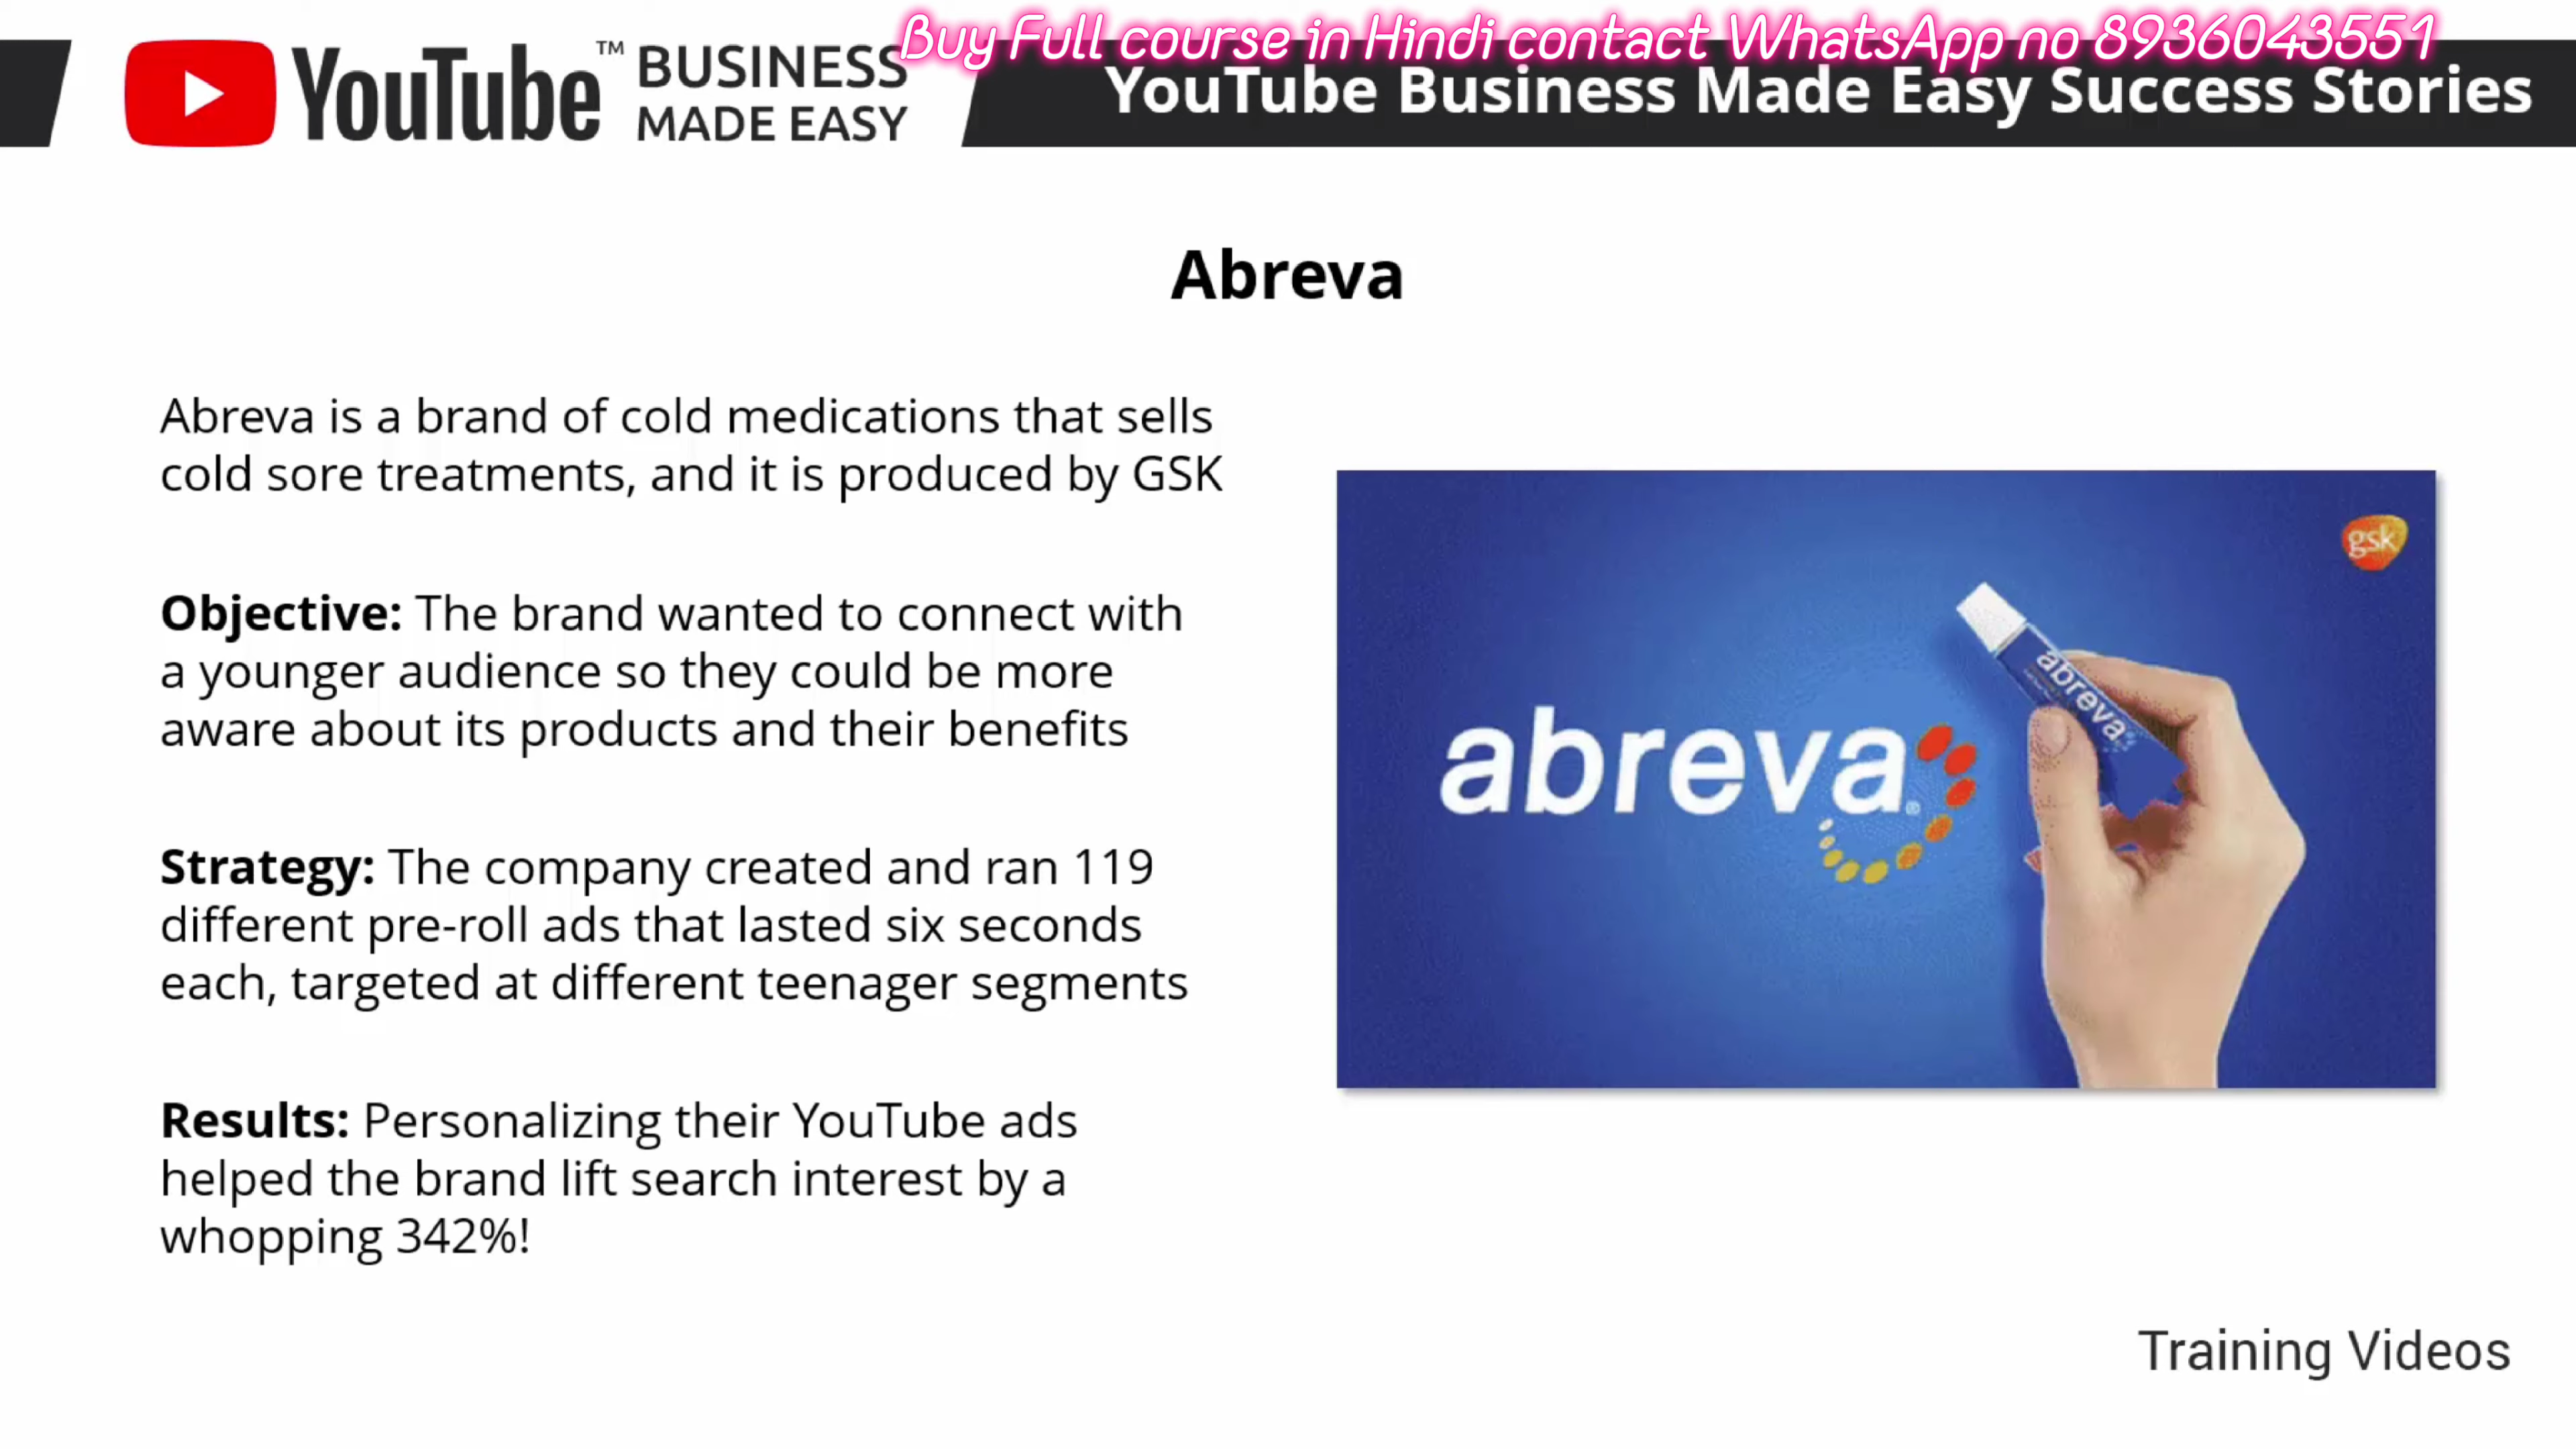 Buy Full course in Hindi contact WhatsApp no 8936043551
YouTube™ BUSINESS
MADE EASY
YouTube Business Made Easy Success Stories
Abreva
Abreva is a brand of cold medications that sells
cold sore treatments, and it is produced by GSK
Objective: The brand wanted to connect with
a younger audience so they could be more
aware about its products and their benefits
Strategy: The company created and ran 119
different pre-roll ads that lasted six seconds
each, targeted at different teenager segments
Results: Personalizing their YouTube ads
helped the brand lift search interest by a
whopping 342%!
gsk
abreva
abreva®
Training Videos